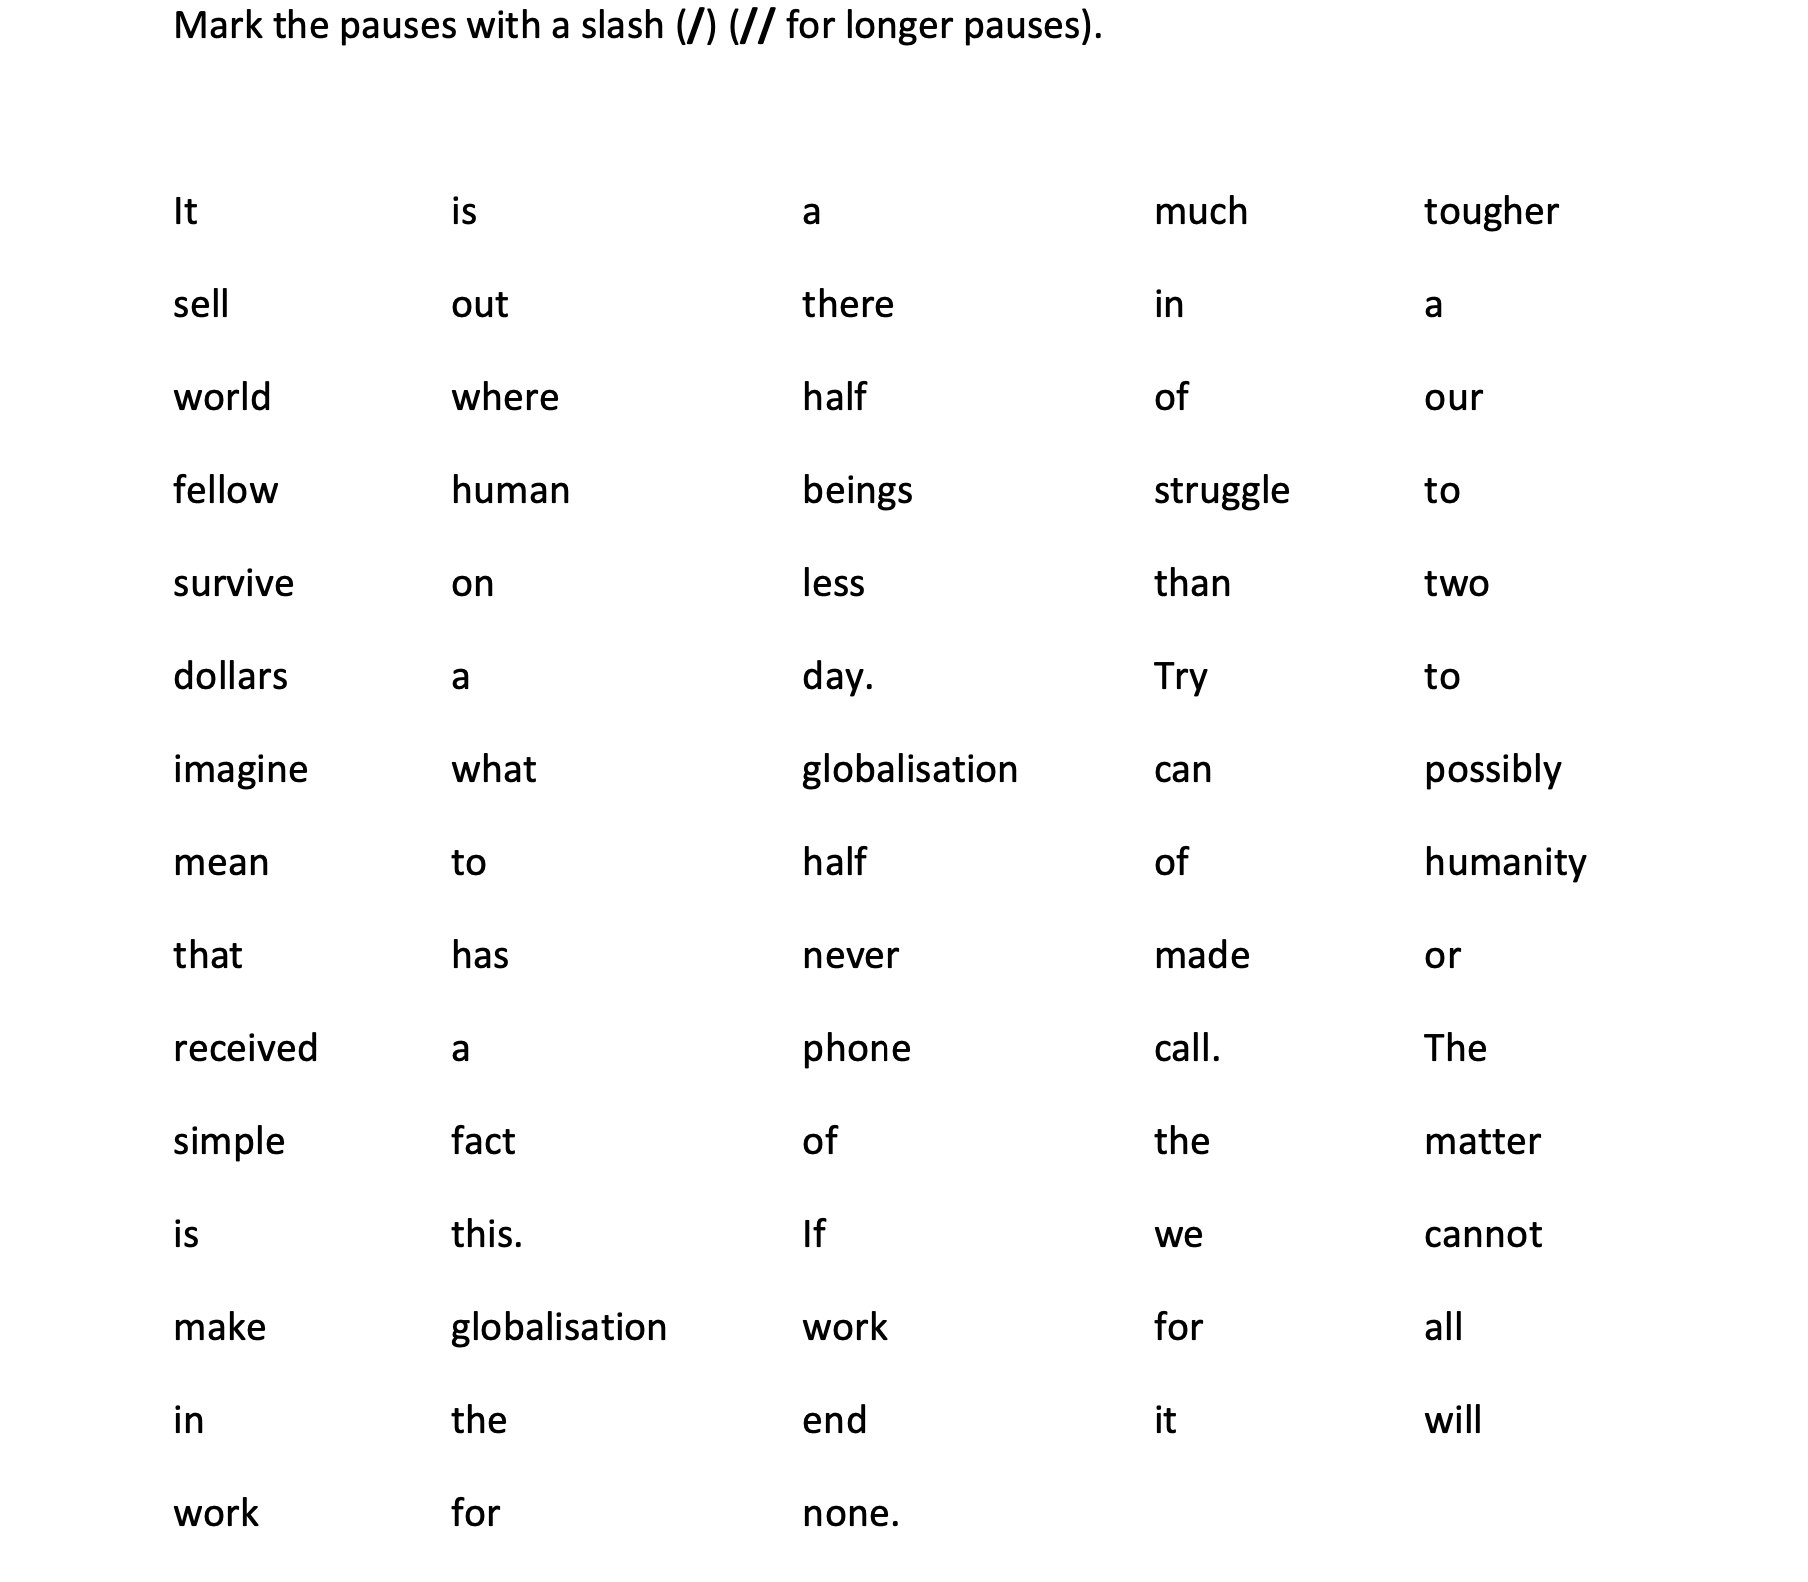 Mark the pauses with a slash (/) (// for longer pauses).
It is a much tougher
sell out there in a
world where half of our
fellow human beings struggle to
survive on less than two
dollars a day. Try to
imagine what globalisation can possibly
mean to half of humanity
that has never made or
received a phone call. The
simple fact of the matter
is this. If we cannot
make globalisation work for all
in the end it will
work for none.